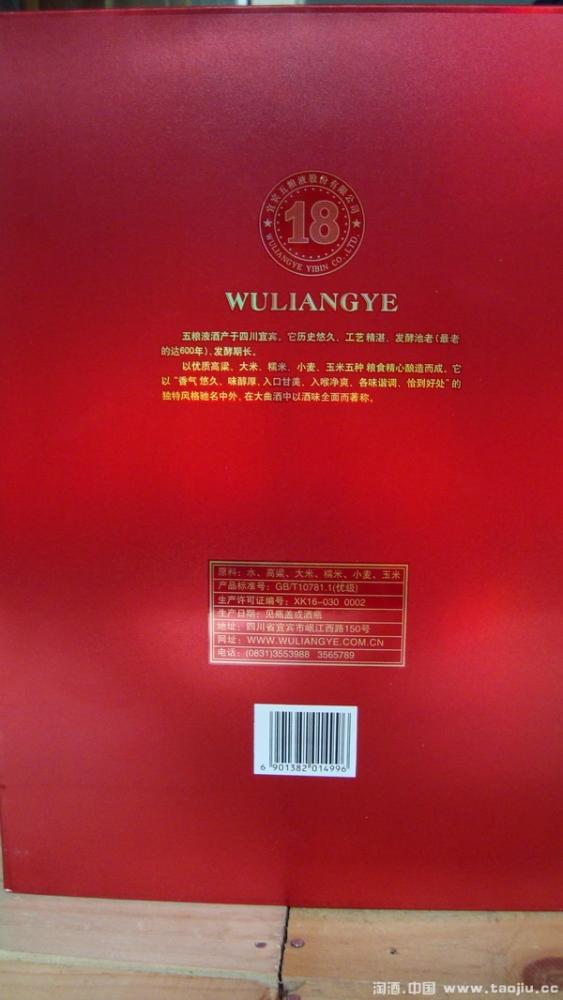 宜宾五粮液股份有限公司
18
WULIANGYE YIBIN CO.,LTD.
WULIANGYE
五粮液酒产于四川宜宾。它历史悠久、工艺精湛、发酵池老（最老
的达600年）、发酵期长。
以优质高梁、大米、糯米、小麦、玉米五种粮食精心酿造而成。它
以“香气悠久、味醇厚、入口甘美、入喉净爽、各味谐调、恰到好处”的
独特风格驰名中外。在大曲酒中以酒味全面而著称。
原料：水、高粱、大米、糯米、小麦、玉米
产品标准号：GB/T10781.1(优级)
生产许可证编号：XK16-030 0002
生产日期：见瓶盖或酒瓶
地址：四川省宜宾市岷江西路150号
网址：WWW.WULIANGYE.COM.CN
电话：(0831)3553988 3565789
6 901382 014996
淘酒.中国 www.taojiu.cc